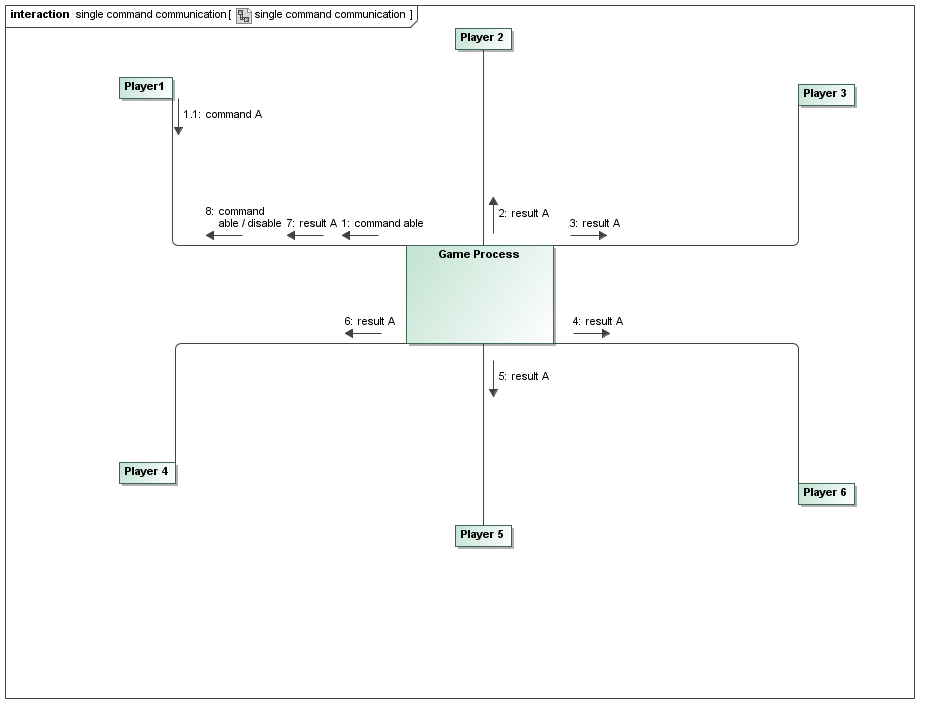 interaction single command communication [ single command communication ]
Player 2
Player1
Player 3
1.1: command A
8: command
able / disable
7: result A
1: command able
2: result A
3: result A
Game Process
6: result A
4: result A
5: result A
Player 4
Player 6
Player 5